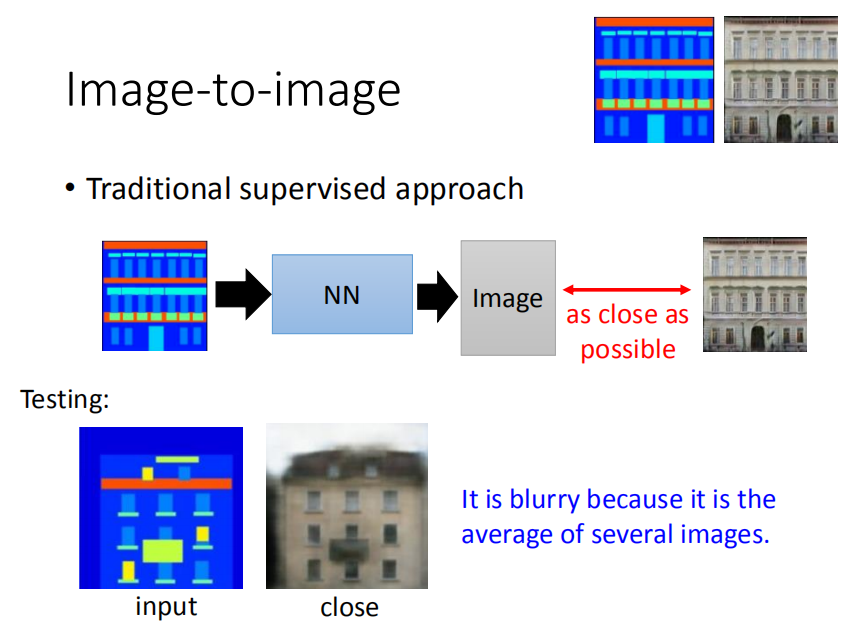 Image-to-image
• Traditional supervised approach
NN
Image
as close as
possible
Testing:
It is blurry because it is the
average of several images.
input
close